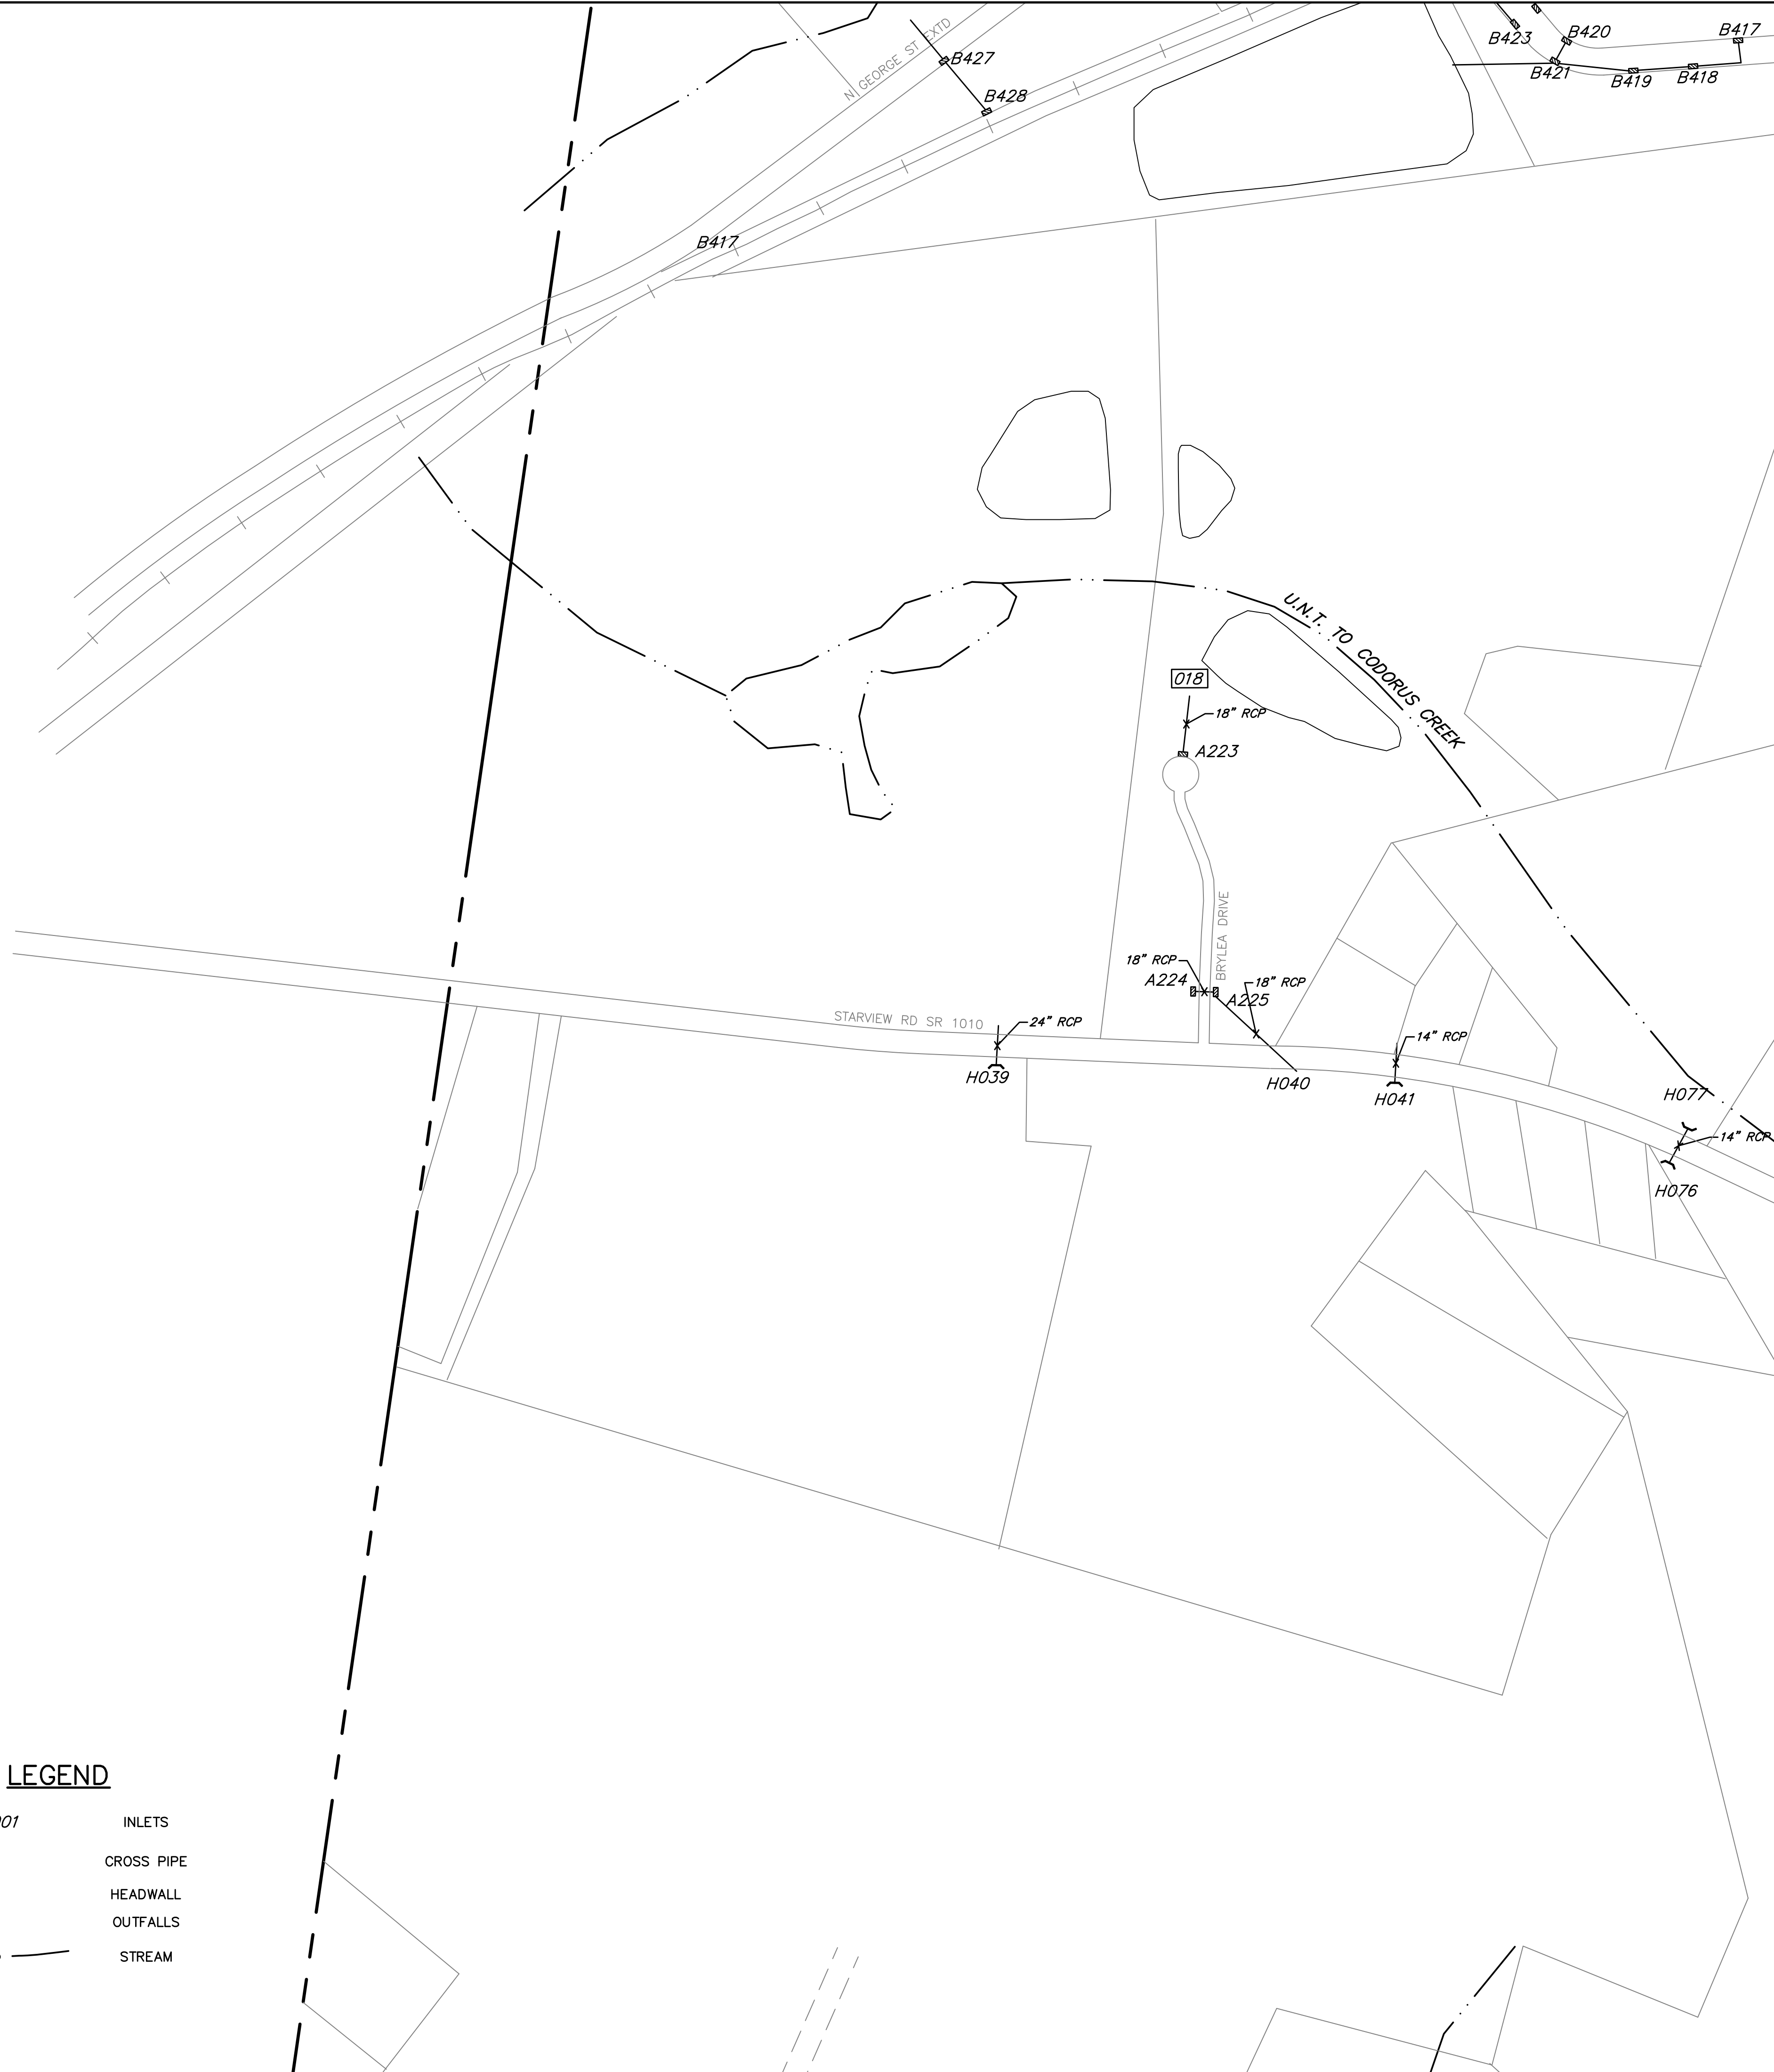 B423
B420
B417
B421
B419
B418
N GEORGE ST EXTD
B427
B428
B417
U.N.T. TO CODORUS CREEK
018
18" RCP
A223
BRYLEA DRIVE
18" RCP
A224
A225
18" RCP
STARVIEW RD SR 1010
24" RCP
H039
H040
14" RCP
H041
H077
14" RCP
H076
LEGEND
001
INLETS
CROSS PIPE
HEADWALL
OUTFALLS
STREAM